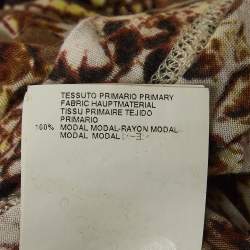 TESSUTO PRIMARIO PRIMARY
FABRIC HAUPTMATERIAL
TISSU PRIMAIRE TEJIDO
PRIMARIO
100% MODAL MODAL-RAYON MODAL
MODAL MODAL